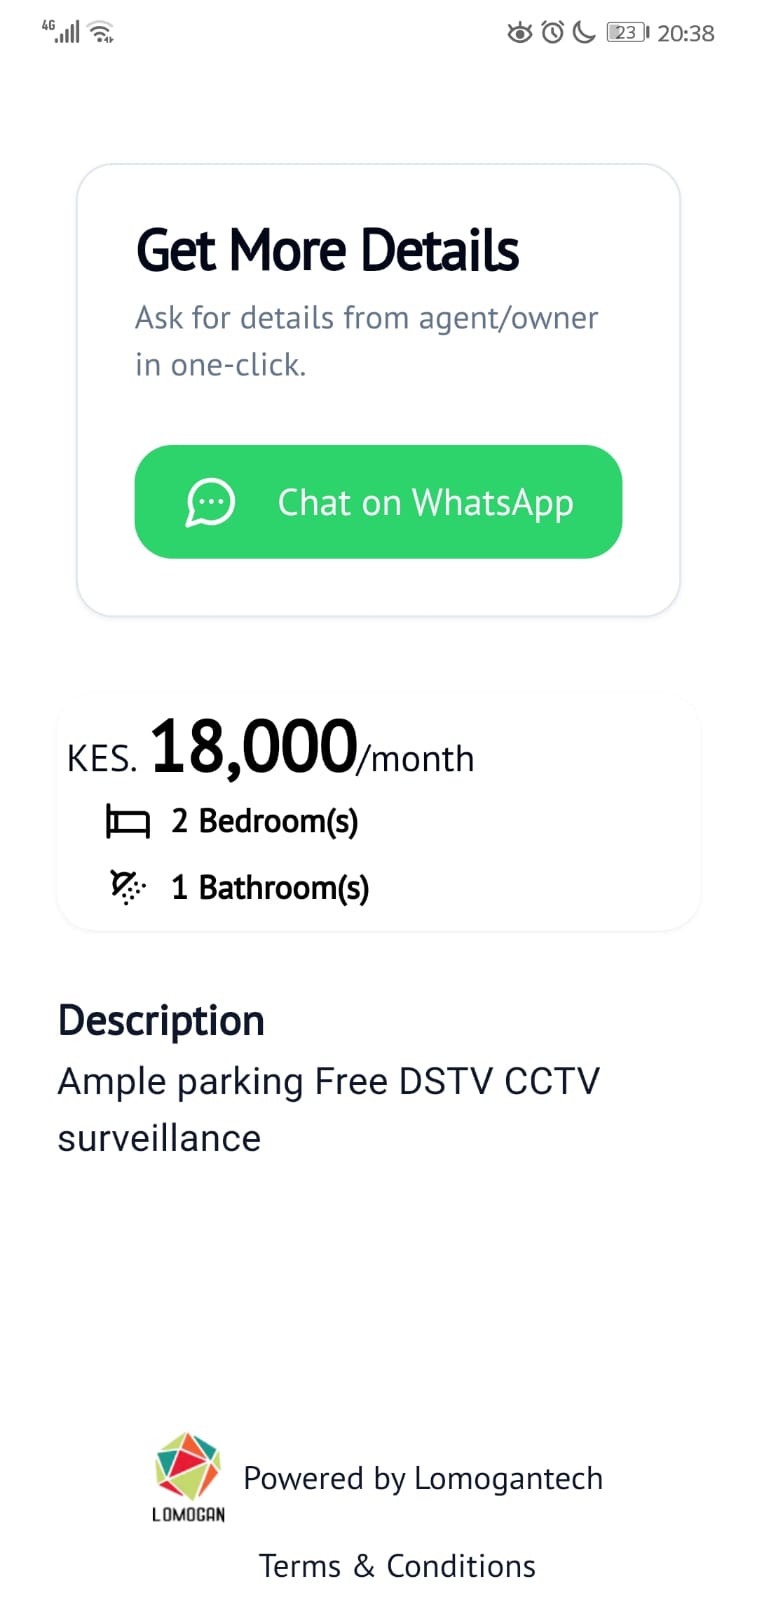 4G 23 20:38
Get More Details
Ask for details from agent/owner
in one-click.
Chat on WhatsApp
KES. 18,000/month
2 Bedroom(s)
1 Bathroom(s)
Description
Ample parking Free DSTV CCTV
surveillance
Powered by Lomogantech
LOMOGAN
Terms & Conditions